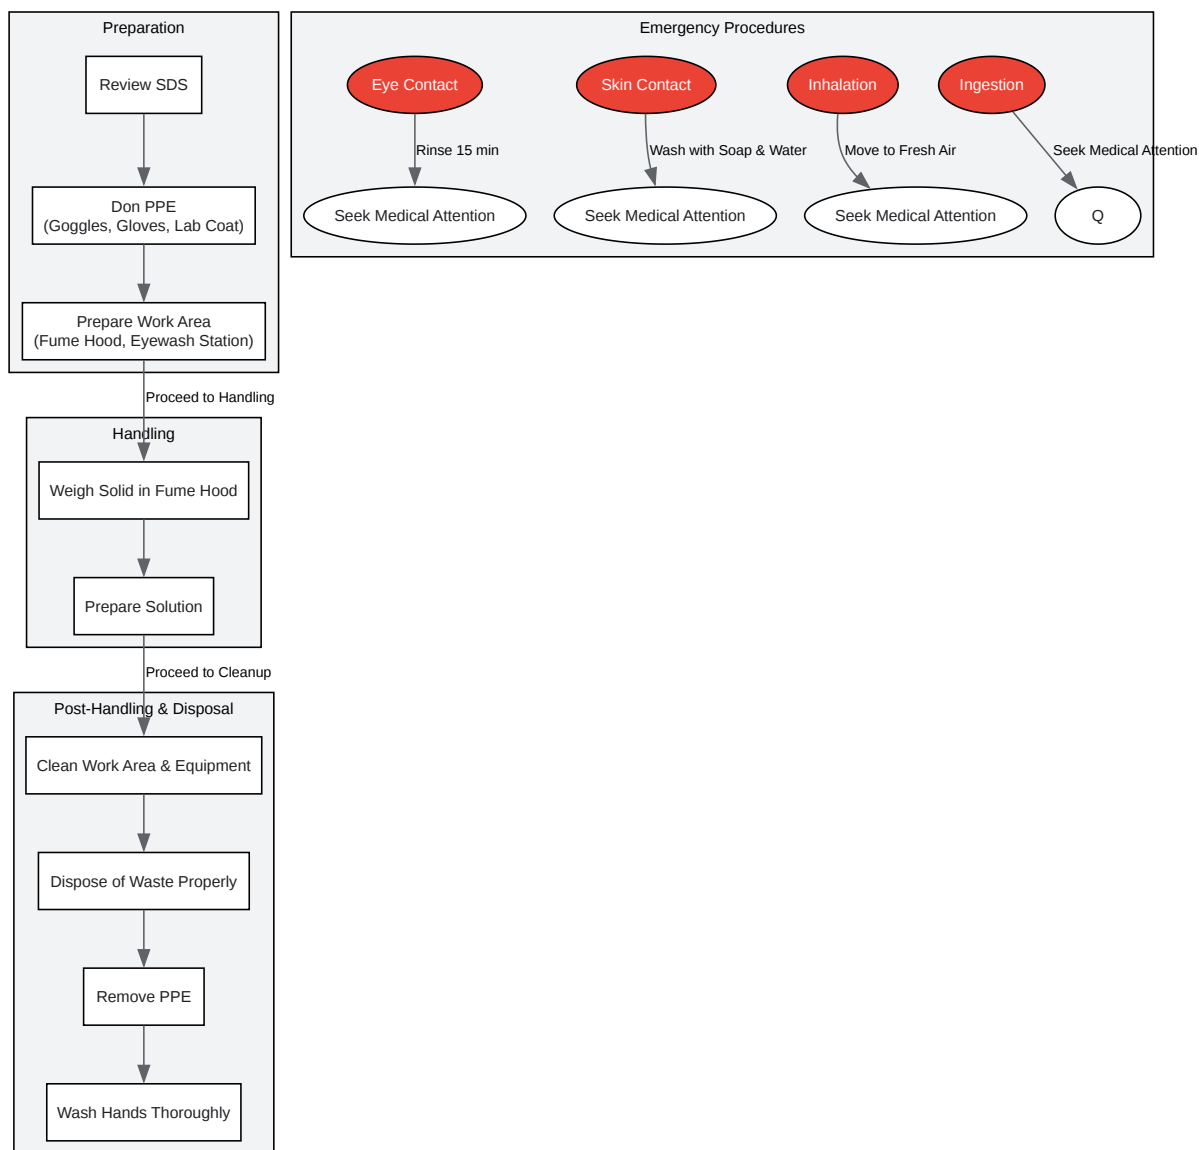 Preparation
Review SDS
Don PPE
(Goggles, Gloves, Lab Coat)
Prepare Work Area
(Fume Hood, Eyewash Station)
Proceed to Handling
Handling
Weigh Solid in Fume Hood
Prepare Solution
Proceed to Cleanup
Post-Handling & Disposal
Clean Work Area & Equipment
Dispose of Waste Properly
Remove PPE
Wash Hands Thoroughly
Emergency Procedures
Eye Contact
Rinse 15 min
Seek Medical Attention
Skin Contact
Wash with Soap & Water
Seek Medical Attention
Inhalation
Move to Fresh Air
Seek Medical Attention
Ingestion
Seek Medical Attention
Q